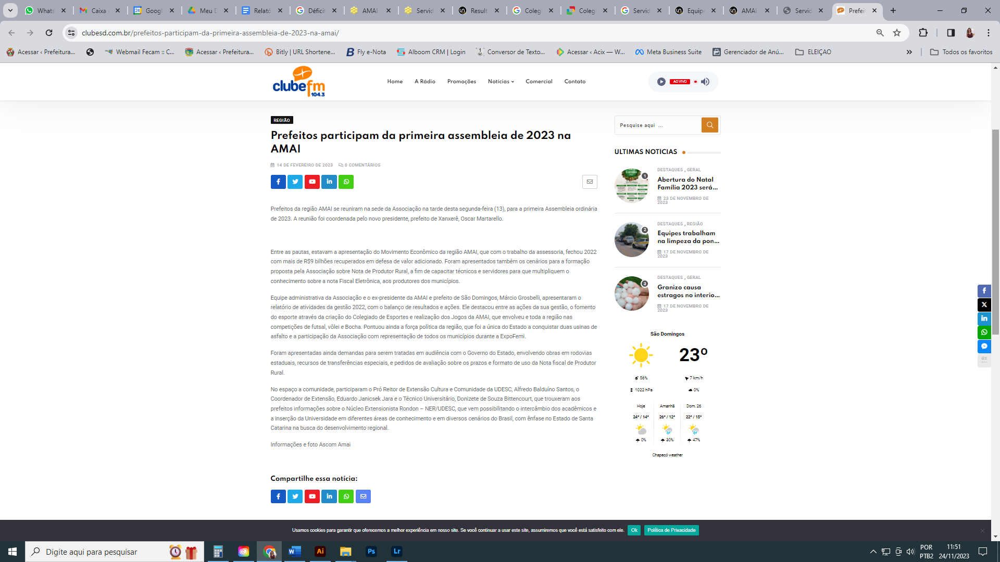 Whats
Caixa
Googl
Meu D
Relató
Déficit
AMAI
Servid
Result
Coleg
Coleg
Servid
Equipe
AMAI
Servid
Prefeit
clubesd.com.br/prefeitos-participam-da-primeira-assembleia-de-2023-na-amai/
Acessar ‹ Prefeitura...
Webmail Fecam :: C...
Acessar ‹ Prefeitura...
Bitly | URL Shortene...
Fly e-Nota
Alboom CRM | Login
Conversor de Texto...
Acessar ‹ Acix — W...
Meta Business Suite
Gerenciador de Anú...
ELEIÇAO
Todos os favoritos
clube fm
104.3
Home
A Rádio
Promoções
Notícias
Comercial
Contato
AO VIVO
REGIÃO
Prefeitos participam da primeira assembleia de 2023 na
AMAI
14 DE FEVEREIRO DE 2023 0 COMENTÁRIOS
Prefeitos da região AMAI se reuniram na sede da Associação na tarde desta segunda-feira (13), para a primeira Assembleia ordinária
de 2023. A reunião foi coordenada pelo novo presidente, prefeito de Xanxerê, Oscar Martarello.
Entre as pautas, estavam a apresentação do Movimento Econômico da região AMAI, que com o trabalho da assessoria, fechou 2022
com mais de R$9 bilhões recuperados em defesa de valor adicionado. Foram apresentados também os cenários para a formação
proposta pela Associação sobre Nota de Produtor Rural, a fim de capacitar técnicos e servidores para que multipliquem o
conhecimento sobre a nota Fiscal Eletrônica, aos produtores dos municípios.
Equipe administrativa da Associação e o ex-presidente da AMAI e prefeito de São Domingos, Márcio Grosbelli, apresentaram o
relatório de atividades da gestão 2022, com o balanço de resultados e ações. Ele destacou entre as ações da sua gestão, o fomento
do esporte através da criação do Colegiado de Esportes e realização dos Jogos da AMAI, que envolveu e toda a região nas
competições de futsal, vôlei e Bocha. Pontuou ainda a força política da região, que foi a única do Estado a conquistar duas usinas de
asfalto e a participação da Associação com representação de todos os municípios durante a ExpoFemi.
Foram apresentadas ainda demandas para serem tratadas em audiência com o Governo do Estado, envolvendo obras em rodovias
estaduais, recursos de transferências especiais, e pedidos de avaliação sobre os prazos e formato de uso da Nota fiscal de Produtor
Rural.
No espaço a comunidade, participaram o Pró Reitor de Extensão Cultura e Comunidade da UDESC, Alfredo Balduíno Santos, o
Coordenador de Extensão, Eduardo Janicsek Jara e o Técnico Universitário, Donizete de Souza Bittencourt, que trouxeram aos
prefeitos informações sobre o Núcleo Extensionista Rondon – NER/UDESC, que vem possibilitando o intercâmbio dos acadêmicos e
a inserção da Universidade em diferentes áreas de conhecimento e em diversos cenários do Brasil, com ênfase no Estado de Santa
Catarina na busca do desenvolvimento regional.
Informações e foto Ascom Amai
Compartilhe essa notícia:
Pesquise aqui ...
ULTIMAS NOTÍCIAS
1
DESTAQUES , GERAL
Abertura do Natal
Família 2023 será...
23 DE NOVEMBRO DE
2023
2
DESTAQUES , REGIÃO
Equipes trabalham
na limpeza da pon...
17 DE NOVEMBRO DE
2023
3
DESTAQUES , GERAL
Granizo causa
estragos no interio...
17 DE NOVEMBRO DE
2023
São Domingos
23º
56%
7 km/h
1022 hPa
0%
Hoje
Amanhã
Dom. 26
24º / 14º
26º / 12º
22º / 15º
0%
30%
47%
Chapecó weather
GS
Usamos cookies para garantir que oferecemos a melhor experiência em nosso site. Se você continuar a usar este site, assumiremos que você está satisfeito com ele.
Ok
Política de Privacidade
Digite aqui para pesquisar
Ai
Ps
Lr
POR
PTB2
11:51
24/11/2023